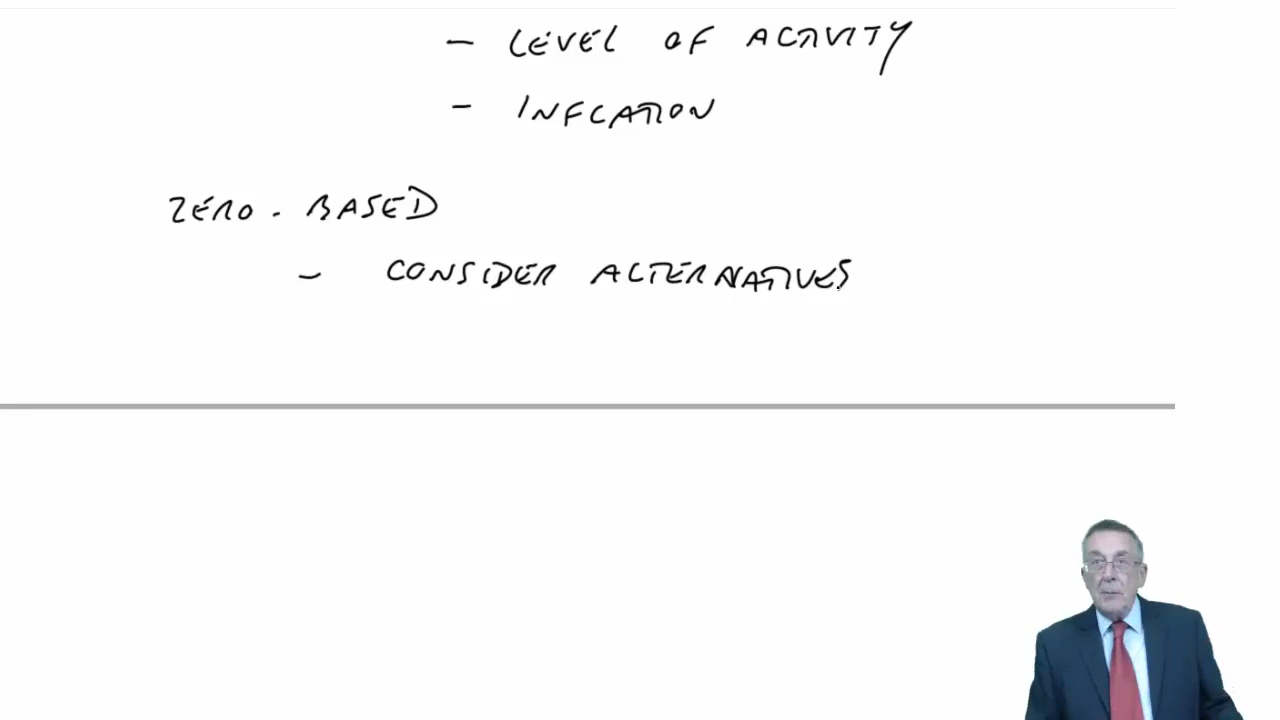 - LEVEL OF ACTIVITY
- INFLATION
ZERO - BASED
- CONSIDER ALTERNATIVES